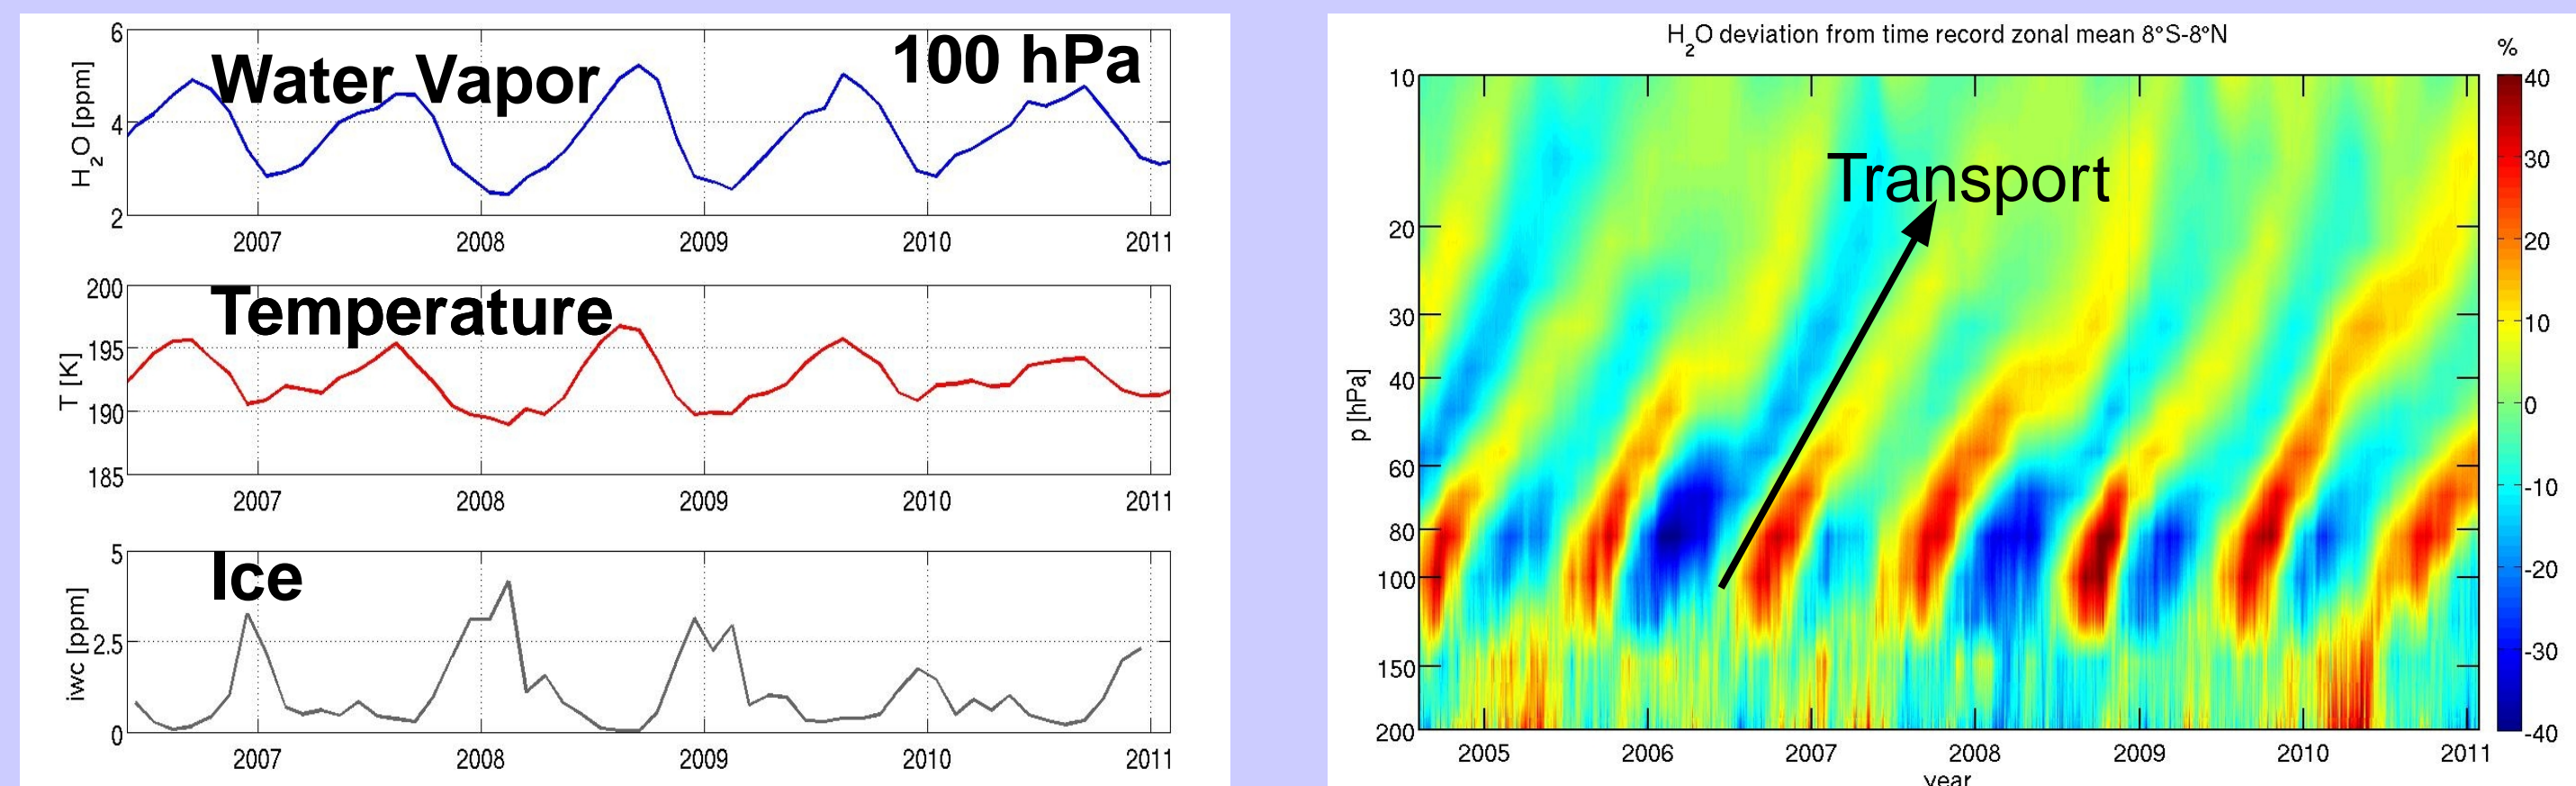 Water Vapor
100 hPa
H₂O [ppm]
6
4
2
2007 2008 2009 2010 2011
Temperature
T [K]
200
195
190
185
2007 2008 2009 2010 2011
Ice
iwc [ppm]
5
2.5
0
2007 2008 2009 2010 2011
H₂O deviation from time record zonal mean 8°S-8°N
%
Transport
p [hPa]
10
20
30
40
60
80
100
150
200
2005 2006 2007 2008 2009 2010 2011
year
40
30
20
10
0
-10
-20
-30
-40